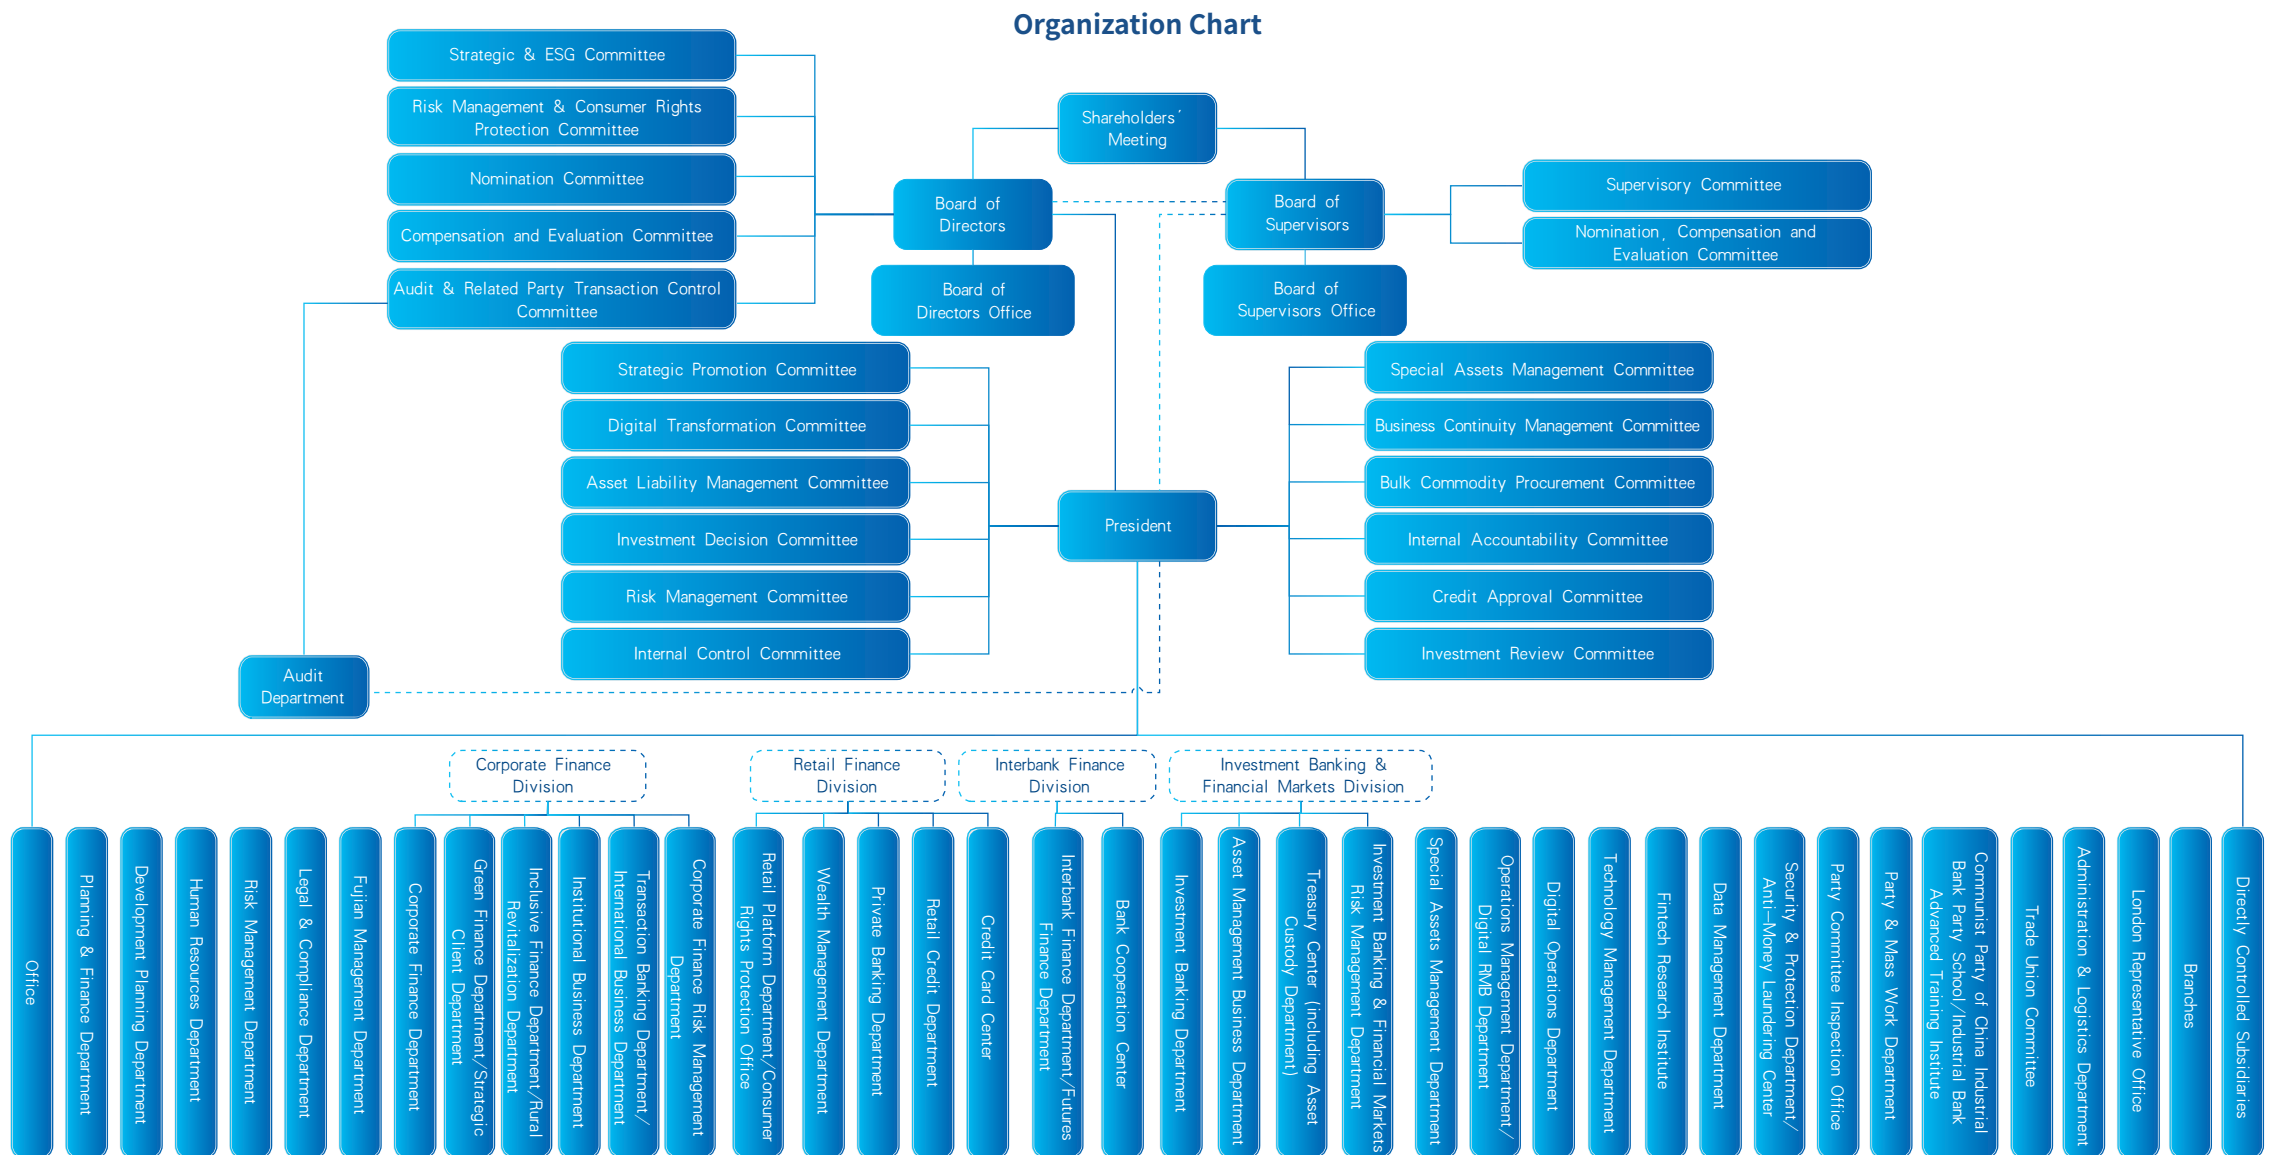 Organization Chart
Strategic & ESG Committee
Risk Management & Consumer Rights
Protection Committee
Nomination Committee
Compensation and Evaluation Committee
Audit & Related Party Transaction Control
Committee
Shareholders'
Meeting
Board of
Directors
Board of
Supervisors
Board of
Directors Office
Board of
Supervisors Office
Supervisory Committee
Nomination, Compensation and
Evaluation Committee
Strategic Promotion Committee
Digital Transformation Committee
Asset Liability Management Committee
Investment Decision Committee
Risk Management Committee
Internal Control Committee
President
Special Assets Management Committee
Business Continuity Management Committee
Bulk Commodity Procurement Committee
Internal Accountability Committee
Credit Approval Committee
Investment Review Committee
Audit
Department
Corporate Finance
Division
Retail Finance
Division
Interbank Finance
Division
Investment Banking &
Financial Markets Division
Office
Planning & Finance Department
Development Planning Department
Human Resources Department
Risk Management Department
Legal & Compliance Department
Fujian Management Department
Corporate Finance Department
Green Finance Department/Strategic
Client Department
Inclusive Finance Department/Rural
Revitalization Department
Institutional Business Department
Transaction Banking Department/
International Business Department
Corporate Finance Risk Management
Department
Retail Platform Department/Consumer
Rights Protection Office
Wealth Management Department
Private Banking Department
Retail Credit Department
Credit Card Center
Interbank Finance Department/Futures
Finance Department
Bank Cooperation Center
Investment Banking Department
Asset Management Business Department
Treasury Center (including Asset
Custody Department)
Investment Banking & Financial Markets
Risk Management Department
Special Assets Management Department
Operations Management Department/
Digital RMB Department
Digital Operations Department
Technology Management Department
Fintech Research Institute
Data Management Department
Security & Protection Department/
Anti-Money Laundering Center
Party Committee Inspection Office
Party & Mass Work Department
Communist Party of China Industrial
Bank Party School/Industrial Bank
Advanced Training Institute
Trade Union Committee
Administration & Logistics Department
London Representative Office
Branches
Directly Controlled Subsidiaries